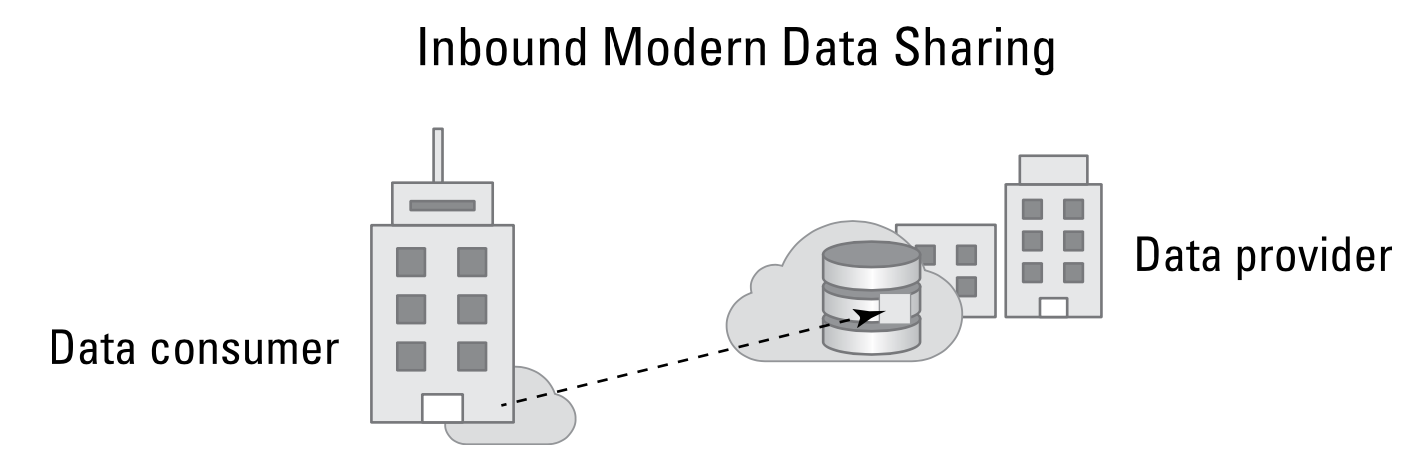 Inbound Modern Data Sharing
Data provider
Data consumer